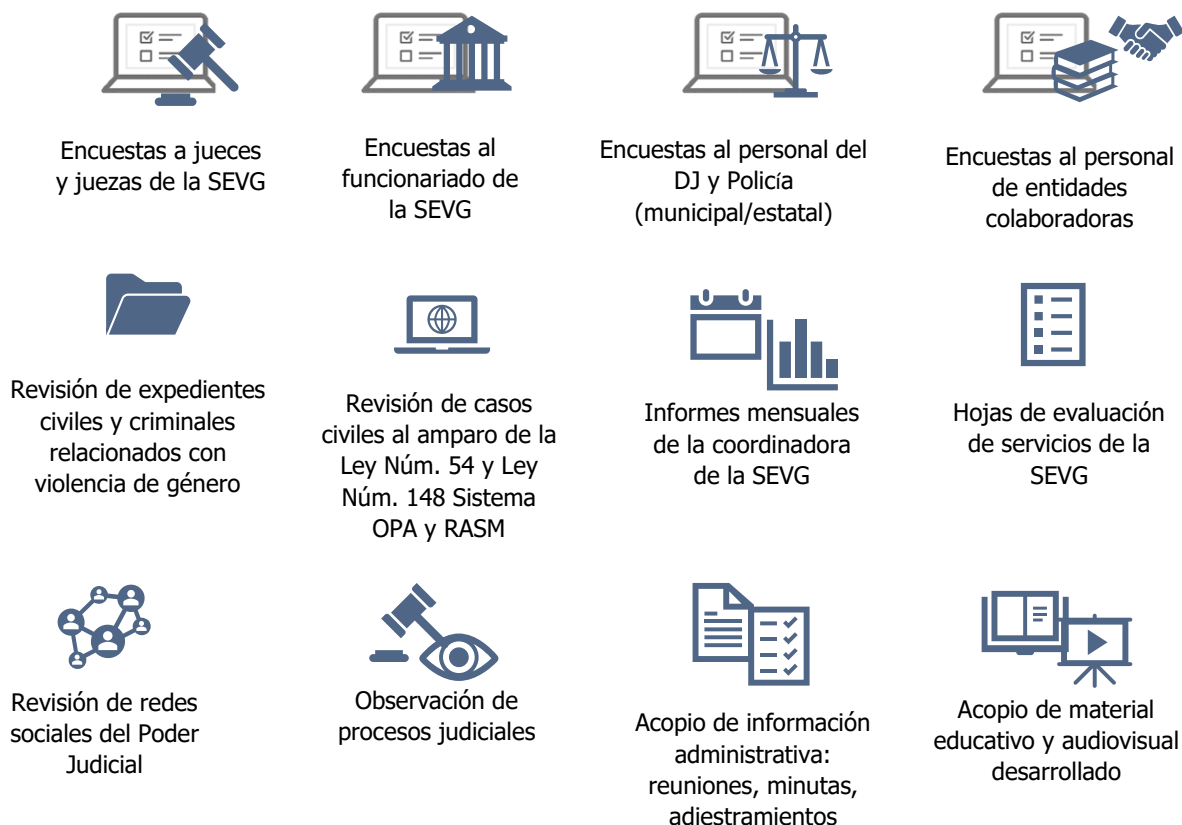 Encuestas a jueces
y juezas de la SEVG
Encuestas al
funcionariado de
la SEVG
Encuestas al personal del
DJ y Policía
(municipal/estatal)
Encuestas al personal
de entidades
colaboradoras
Revisión de expedientes
civiles y criminales
relacionados con
violencia de género
Revisión de casos
civiles al amparo de la
Ley Núm. 54 y Ley
Núm. 148 Sistema
OPA y RASM
Informes mensuales
de la coordinadora
de la SEVG
Hojas de evaluación
de servicios de la
SEVG
Revisión de redes
sociales del Poder
Judicial
Observación de
procesos judiciales
Acopio de información
administrativa:
reuniones, minutas,
adiestramientos
Acopio de material
educativo y audiovisual
desarrollado